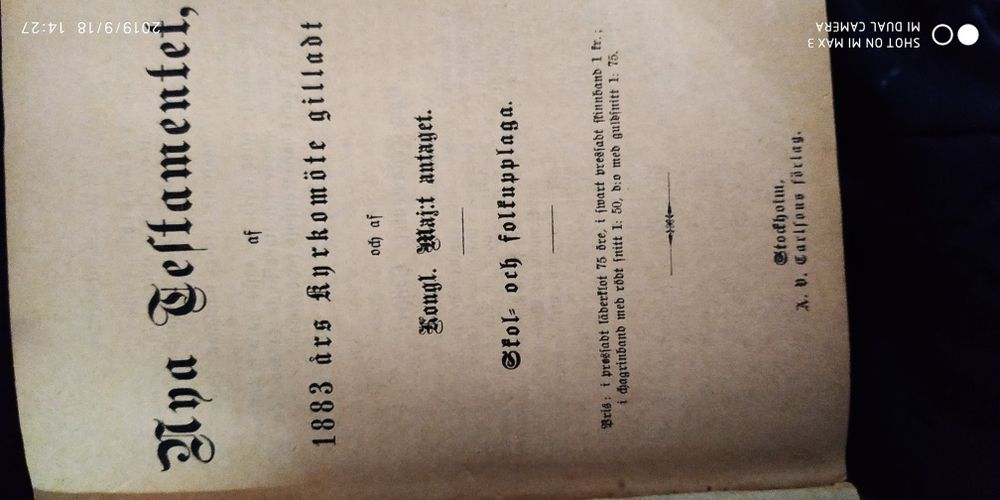 Nya Testamentet,
af
1883 års Kyrkomöte gilladt
och af
Kongl. Maj:t antaget.
Skol- och folkupplaga.
Pris: i pressadt läderklot 75 öre, i swart pressadt skinnband 1 kr.;
i chagrinband med rödt snitt 1: 50, d:o med guldsnitt 1: 75.
Stockholm,
A. V. Carlsons förlag.
SHOT ON MI MAX 3
MI DUAL CAMERA
2019/9/18 14:27